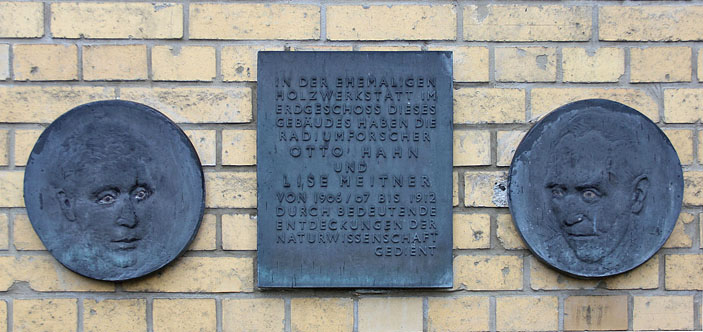 IN DER EHEMALIGEN
HOLZWERKSTATT IM
ERDGESCHOSS DIESES
GEBÄUDES HABEN DIE
RADIUMFORSCHER
OTTO HAHN
UND
LISE MEITNER
VON 1906/07 BIS 1912
DURCH BEDEUTENDE
ENTDECKUNGEN DER
NATURWISSENSCHAFT
GEDIENT